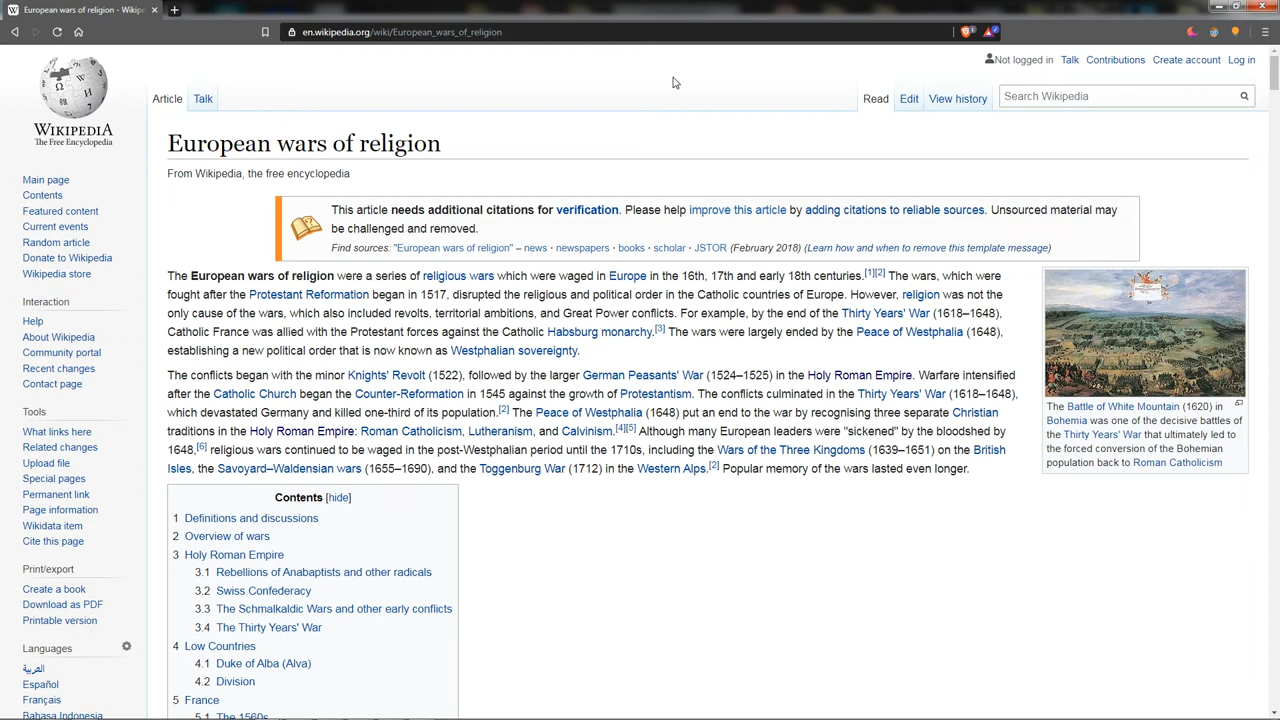 European wars of religion - Wikipe
en.wikipedia.org/wiki/European_wars_of_religion
Not logged in Talk Contributions Create account Log in
Article Talk Read Edit View history Search Wikipedia
WIKIPEDIA
The Free Encyclopedia
Main page
Contents
Featured content
Current events
Random article
Donate to Wikipedia
Wikipedia store
Interaction
Help
About Wikipedia
Community portal
Recent changes
Contact page
Tools
What links here
Related changes
Upload file
Special pages
Permanent link
Page information
Wikidata item
Cite this page
Print/export
Create a book
Download as PDF
Printable version
Languages
العربية
Español
Français
Bahasa Indonesia
European wars of religion
From Wikipedia, the free encyclopedia
This article needs additional citations for verification. Please help improve this article by adding citations to reliable sources. Unsourced material may
be challenged and removed.
Find sources: "European wars of religion" – news · newspapers · books · scholar · JSTOR (February 2018) (Learn how and when to remove this template message)
The European wars of religion were a series of religious wars which were waged in Europe in the 16th, 17th and early 18th centuries.[1][2] The wars, which were
fought after the Protestant Reformation began in 1517, disrupted the religious and political order in the Catholic countries of Europe. However, religion was not the
only cause of the wars, which also included revolts, territorial ambitions, and Great Power conflicts. For example, by the end of the Thirty Years' War (1618–1648),
Catholic France was allied with the Protestant forces against the Catholic Habsburg monarchy.[3] The wars were largely ended by the Peace of Westphalia (1648),
establishing a new political order that is now known as Westphalian sovereignty.
The conflicts began with the minor Knights' Revolt (1522), followed by the larger German Peasants' War (1524–1525) in the Holy Roman Empire. Warfare intensified
after the Catholic Church began the Counter-Reformation in 1545 against the growth of Protestantism. The conflicts culminated in the Thirty Years' War (1618–1648),
which devastated Germany and killed one-third of its population.[2] The Peace of Westphalia (1648) put an end to the war by recognising three separate Christian
traditions in the Holy Roman Empire: Roman Catholicism, Lutheranism, and Calvinism.[4][5] Although many European leaders were "sickened" by the bloodshed by
1648,[6] religious wars continued to be waged in the post-Westphalian period until the 1710s, including the Wars of the Three Kingdoms (1639–1651) on the British
Isles, the Savoyard–Waldensian wars (1655–1690), and the Toggenburg War (1712) in the Western Alps.[2] Popular memory of the wars lasted even longer.
The Battle of White Mountain (1620) in
Bohemia was one of the decisive battles of
the Thirty Years' War that ultimately led to
the forced conversion of the Bohemian
population back to Roman Catholicism
Contents [hide]
1 Definitions and discussions
2 Overview of wars
3 Holy Roman Empire
3.1 Rebellions of Anabaptists and other radicals
3.2 Swiss Confederacy
3.3 The Schmalkaldic Wars and other early conflicts
3.4 The Thirty Years' War
4 Low Countries
4.1 Duke of Alba (Alva)
4.2 Division
5 France
5.1 The 1560s